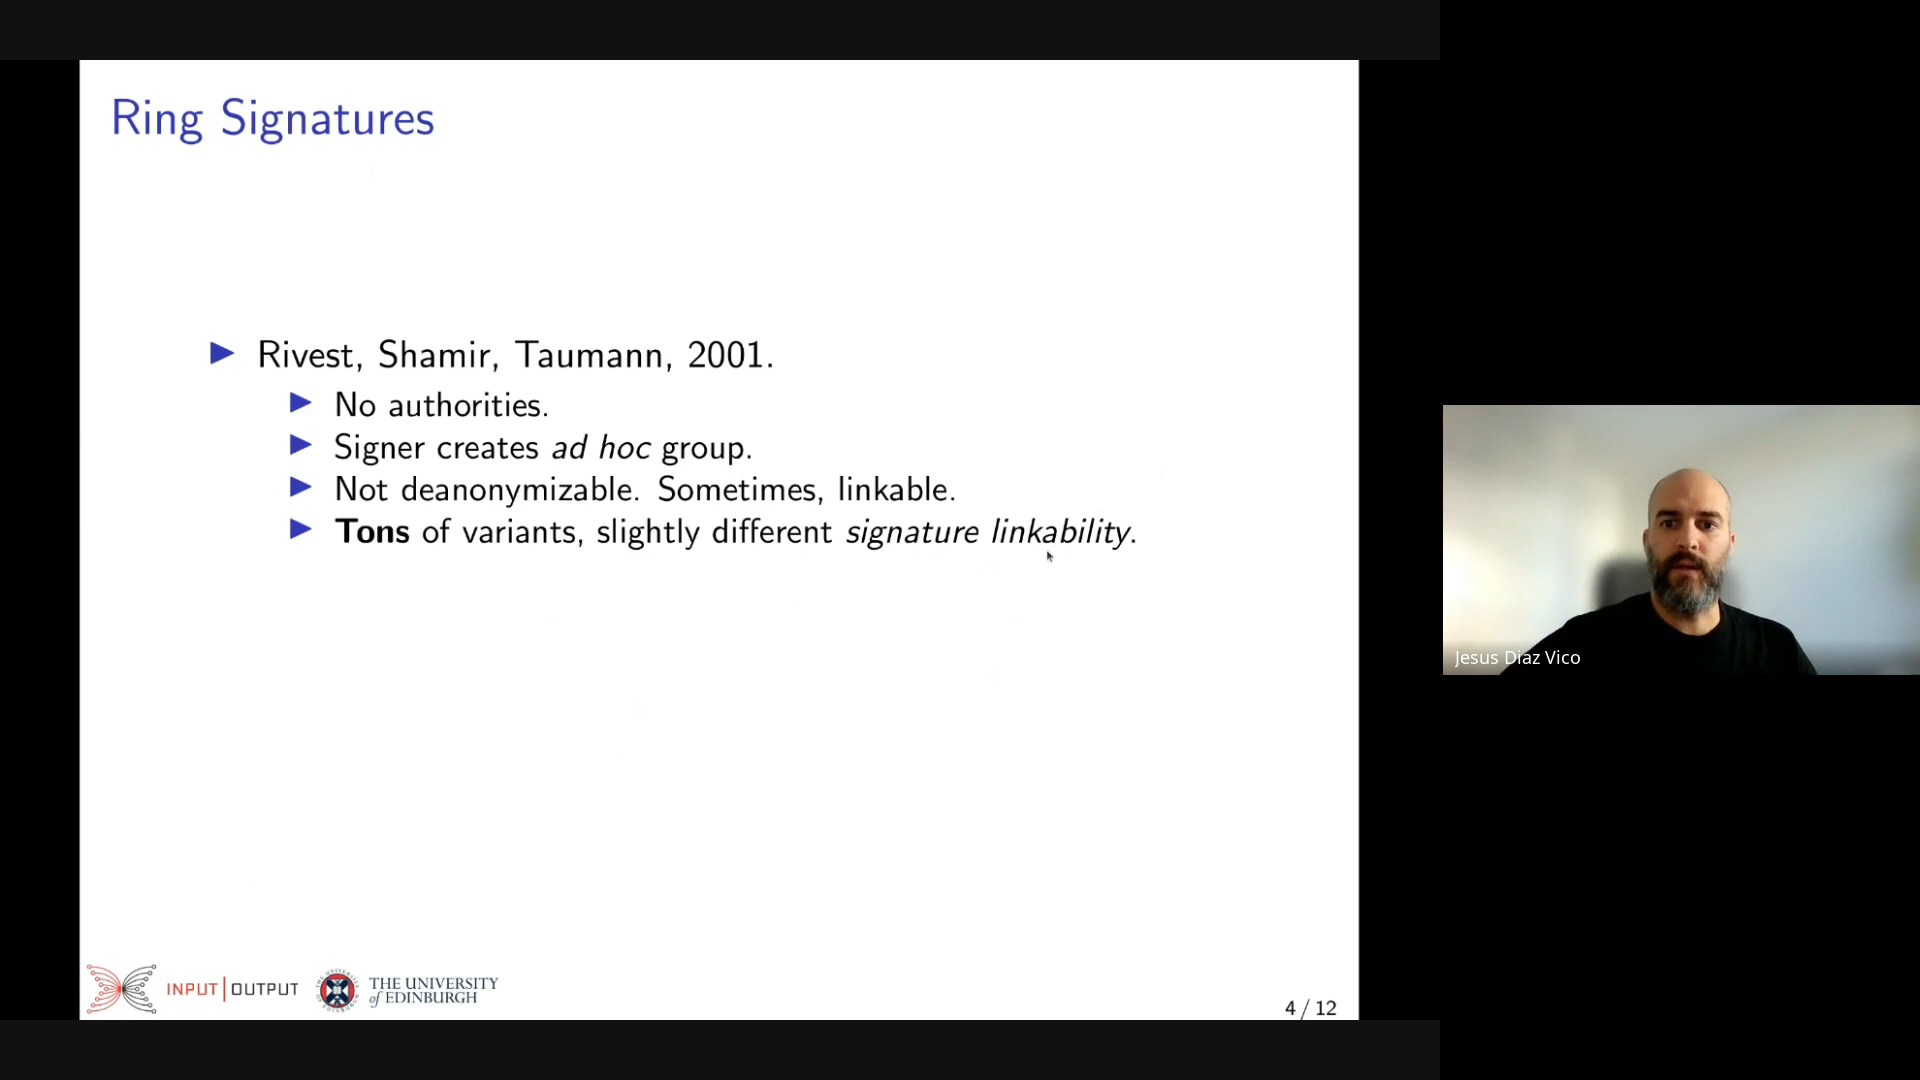 Ring Signatures
▶ Rivest, Shamir, Taumann, 2001.
▶ No authorities.
▶ Signer creates ad hoc group.
▶ Not deanonymizable. Sometimes, linkable.
▶ Tons of variants, slightly different signature linkability.
Jesus Diaz Vico
INPUT|OUTPUT
THE UNIVERSITY
of EDINBURGH
4 / 12